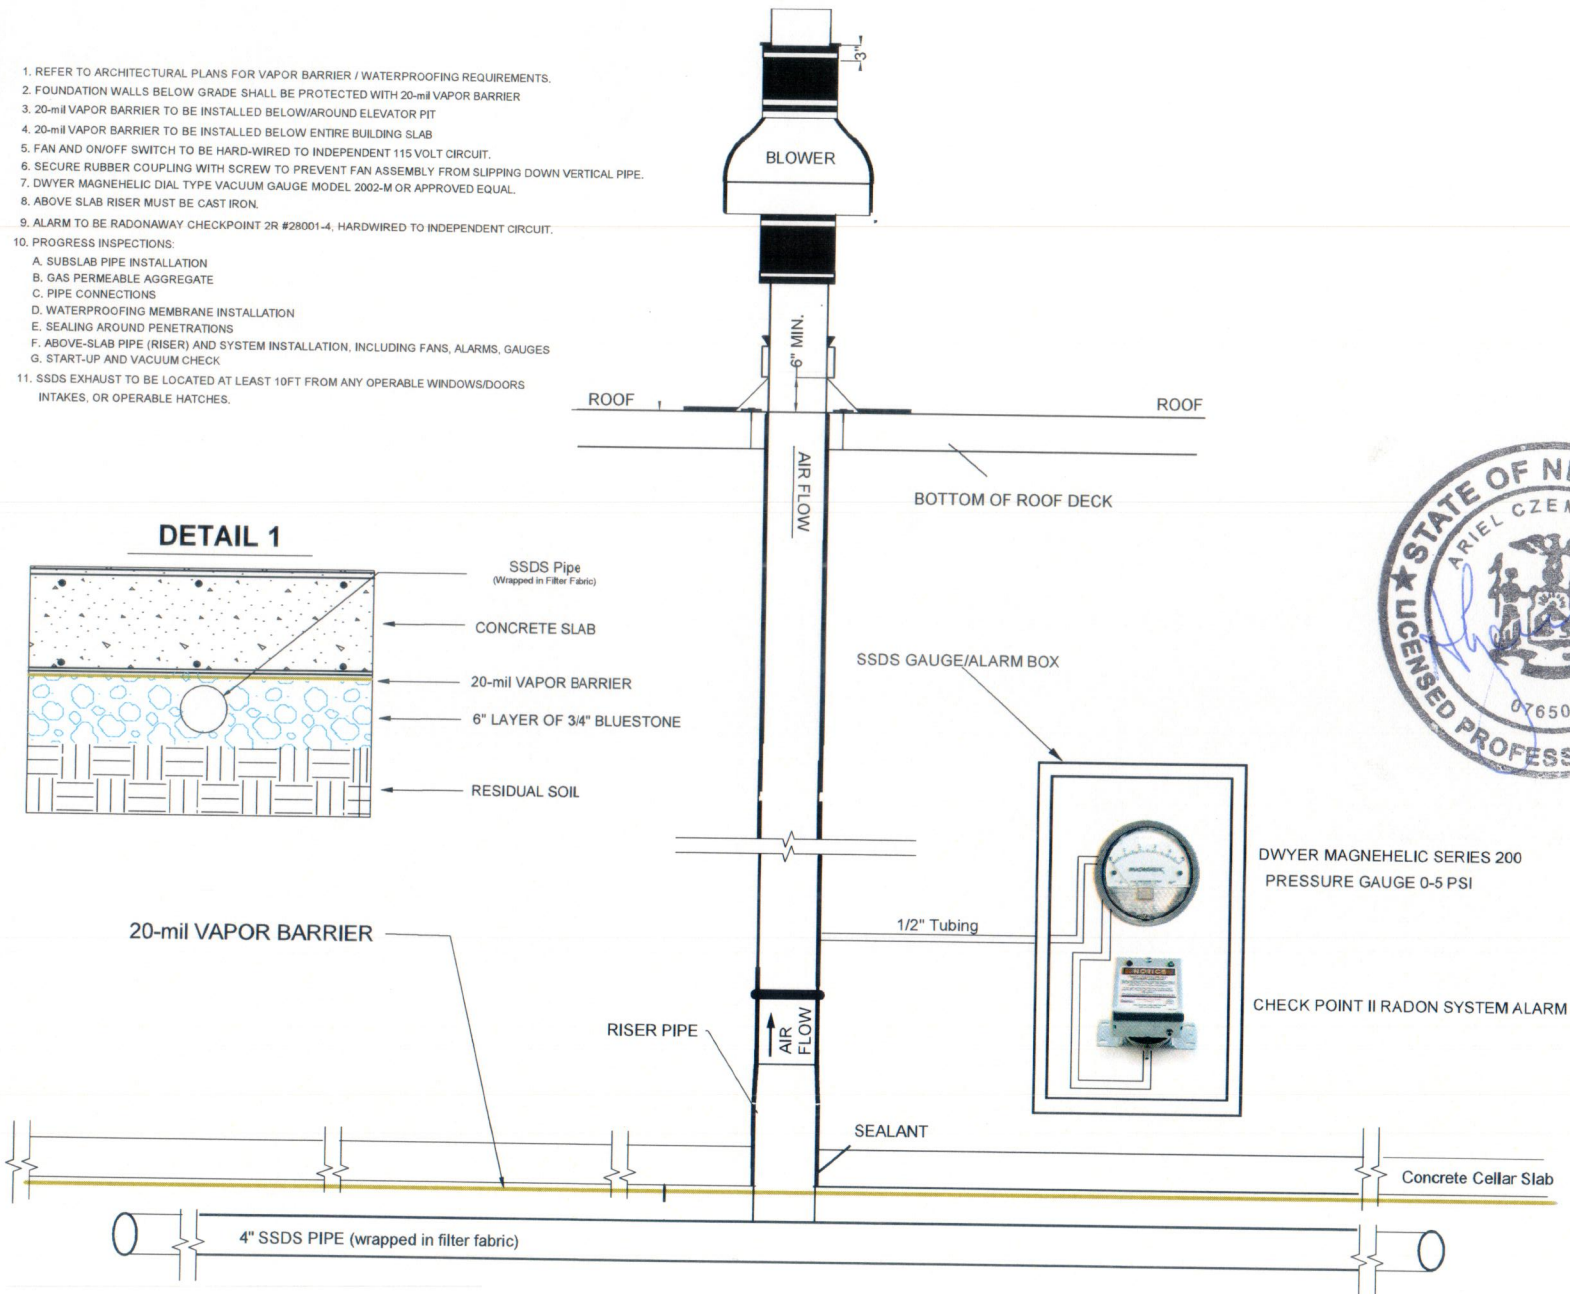 1. REFER TO ARCHITECTURAL PLANS FOR VAPOR BARRIER / WATERPROOFING REQUIREMENTS.
2. FOUNDATION WALLS BELOW GRADE SHALL BE PROTECTED WITH 20-mil VAPOR BARRIER
3. 20-mil VAPOR BARRIER TO BE INSTALLED BELOW/AROUND ELEVATOR PIT
4. 20-mil VAPOR BARRIER TO BE INSTALLED BELOW ENTIRE BUILDING SLAB
5. FAN AND ON/OFF SWITCH TO BE HARD-WIRED TO INDEPENDENT 115 VOLT CIRCUIT.
6. SECURE RUBBER COUPLING WITH SCREW TO PREVENT FAN ASSEMBLY FROM SLIPPING DOWN VERTICAL PIPE.
7. DWYER MAGNEHELIC DIAL TYPE VACUUM GAUGE MODEL 2002-M OR APPROVED EQUAL.
8. ABOVE SLAB RISER MUST BE CAST IRON.
9. ALARM TO BE RADONAWAY CHECKPOINT 2R #28001-4, HARDWIRED TO INDEPENDENT CIRCUIT.
10. PROGRESS INSPECTIONS:
A. SUBSLAB PIPE INSTALLATION
B. GAS PERMEABLE AGGREGATE
C. PIPE CONNECTIONS
D. WATERPROOFING MEMBRANE INSTALLATION
E. SEALING AROUND PENETRATIONS
F. ABOVE-SLAB PIPE (RISER) AND SYSTEM INSTALLATION, INCLUDING FANS, ALARMS, GAUGES
G. START-UP AND VACUUM CHECK
11. SSDS EXHAUST TO BE LOCATED AT LEAST 10FT FROM ANY OPERABLE WINDOWS/DOORS
INTAKES, OR OPERABLE HATCHES.
3"
BLOWER
6" MIN.
ROOF
ROOF
AIR FLOW
BOTTOM OF ROOF DECK
DETAIL 1
SSDS Pipe
(Wrapped in Filter Fabric)
CONCRETE SLAB
20-mil VAPOR BARRIER
6" LAYER OF 3/4" BLUESTONE
RESIDUAL SOIL
STATE OF
ARIEL
LICENSED
07650
SSDS GAUGE/ALARM BOX
DWYER MAGNEHELIC SERIES 200
PRESSURE GAUGE 0-5 PSI
NOTICE
CHECK POINT II RADON SYSTEM ALARM
1/2" Tubing
20-mil VAPOR BARRIER
RISER PIPE
AIR
FLOW
SEALANT
Concrete Cellar Slab
4" SSDS PIPE (wrapped in filter fabric)